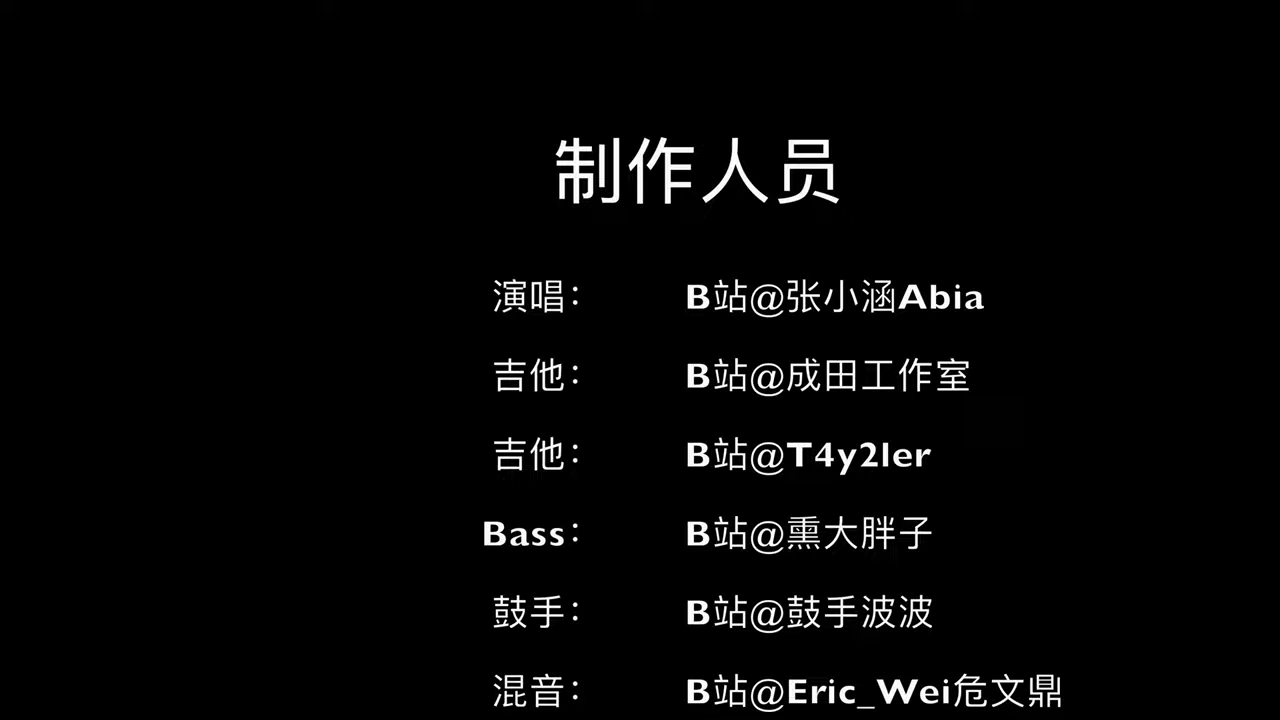 制作人员
演唱： B站@张小涵Abia
吉他： B站@成田工作室
吉他： B站@T4y2ler
Bass： B站@熏大胖子
鼓手： B站@鼓手波波
混音： B站@Eric_Wei危文鼎